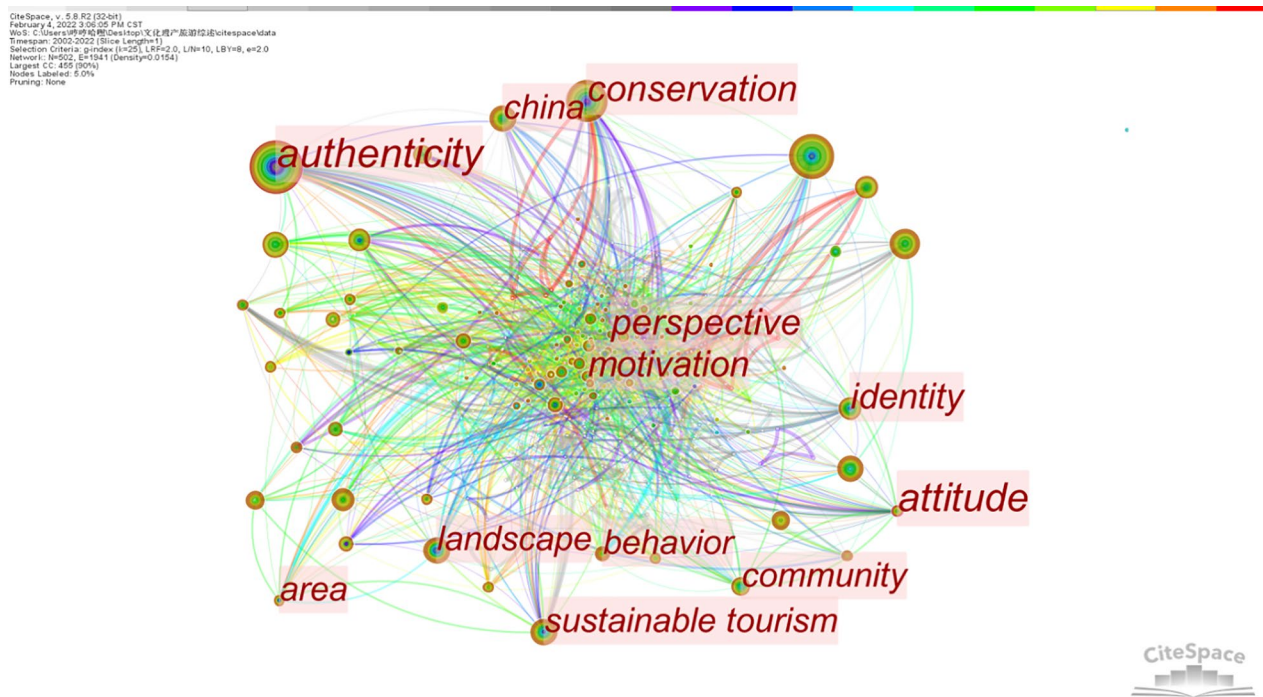 CiteSpace, v. 5.8.R2 (32-bit)
February 4, 2022 3:06:05 PM CST
WoS: C:\Users\哼哼哈嘿\Desktop\文化遗产旅游综述\citespace\data
Timespan: 2002-2022 (Slice Length=1)
Selection Criteria: g-index (k=25), LRF=2.0, L/N=10, LBY=8, e=2.0
Network: N=502, E=1941 (Density=0.0154)
Largest CC: 455 (90%)
Nodes Labeled: 5.0%
Pruning: None
conservation
china
authenticity
perspective
motivation
identity
attitude
landscape
behavior
community
area
sustainable tourism
CiteSpace